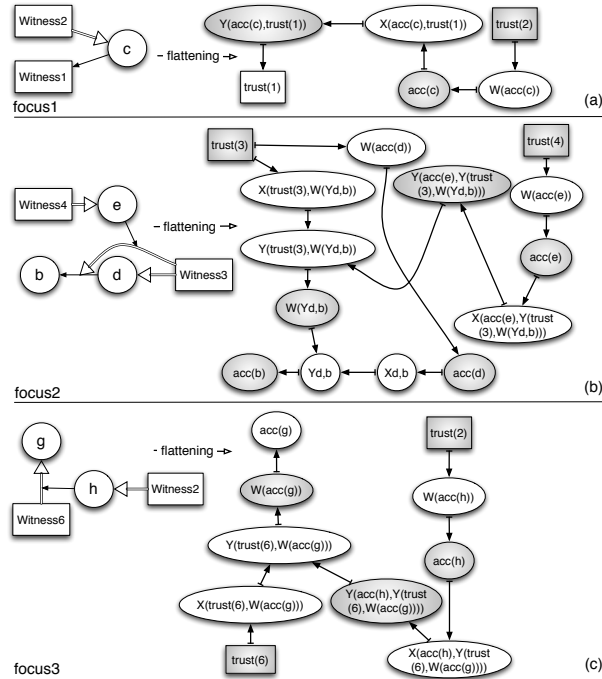 Witness2
c
Witness1
- flattening
Y(acc(c),trust(1))
X(acc(c),trust(1))
trust(2)
trust(1)
acc(c)
W(acc(c))
focus1
(a)
Witness4
e
b
d
Witness3
- flattening
trust(3)
W(acc(d))
trust(4)
X(trust(3),W(Yd,b))
Y(acc(e),Y(trust
(3),W(Yd,b)))
W(acc(e))
Y(trust(3),W(Yd,b))
acc(e)
W(Yd,b)
X(acc(e),Y(trust
(3),W(Yd,b)))
acc(b)
Yd,b
Xd,b
acc(d)
focus2
(b)
g
h
Witness2
Witness6
- flattening
acc(g)
trust(2)
W(acc(g))
W(acc(h))
Y(trust(6),W(acc(g)))
acc(h)
X(trust(6),W(acc(g)))
Y(acc(h),Y(trust
(6),W(acc(g))))
trust(6)
X(acc(h),Y(trust
(6),W(acc(g))))
focus3
(c)